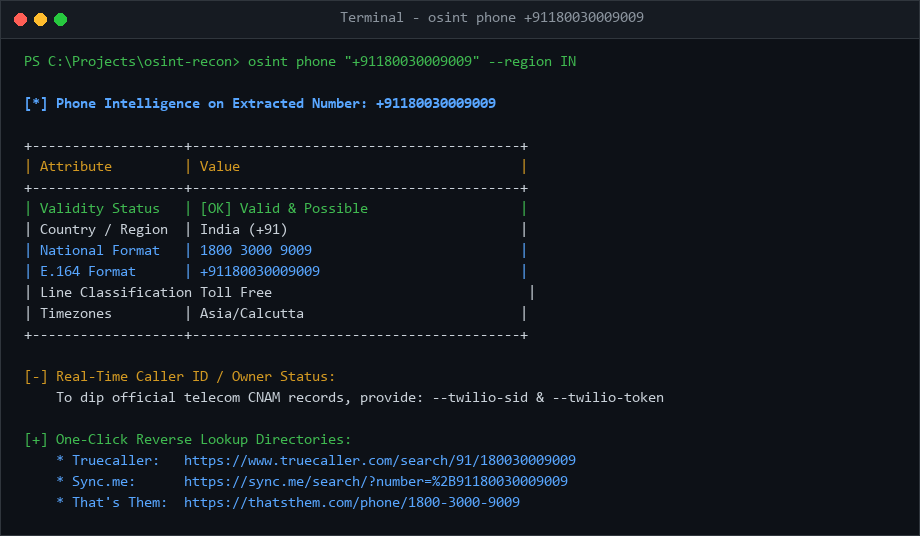 Terminal - osint phone +91180030009009
PS C:\Projects\osint-recon> osint phone "+91180030009009" --region IN
[*] Phone Intelligence on Extracted Number: +91180030009009
+-------------------+-----------------------------------------+
| Attribute         | Value                                   |
+-------------------+-----------------------------------------+
| Validity Status   | [OK] Valid & Possible                   |
| Country / Region  | India (+91)                             |
| National Format   | 1800 3000 9009                          |
| E.164 Format      | +91180030009009                         |
| Line Classification Toll Free                                |
| Timezones         | Asia/Calcutta                           |
+-------------------+-----------------------------------------+
[-] Real-Time Caller ID / Owner Status:
    To dip official telecom CNAM records, provide: --twilio-sid & --twilio-token
[+] One-Click Reverse Lookup Directories:
    * Truecaller:   https://www.truecaller.com/search/91/180030009009
    * Sync.me:      https://sync.me/search/?number=%2B91180030009009
    * That's Them:  https://thatsthem.com/phone/1800-3000-9009